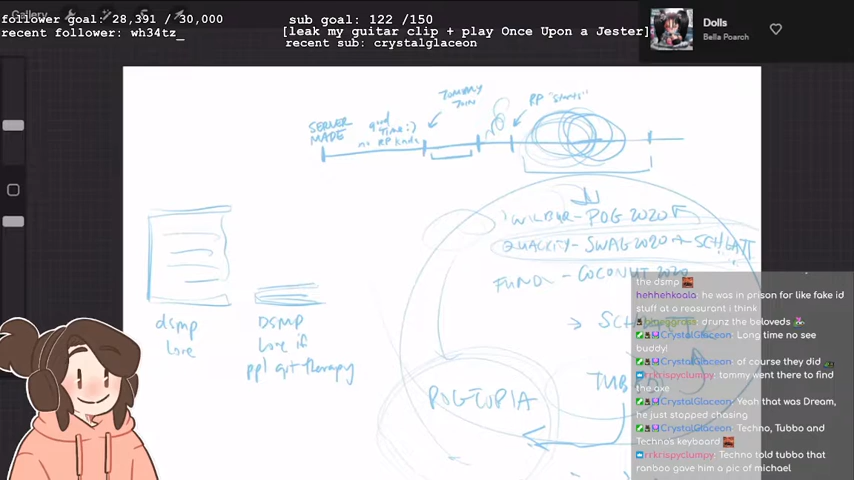 Gallery
follower goal: 28,391 / 30,000
recent follower: wh34tz_
sub goal: 122 /150
[leak my guitar clip + play Once Upon a Jester]
recent sub: crystalglaceon
Dolls
Bella Poarch
TOMMY
JOIN
RP "starts"
SERVER
MADE
good
time :)
no RP kinda
WILBUR - POG 2020
QUACKITY - SWAG2020 + SCHLATT
FUNDY - COCONUT 2020
POGTOPIA
dsmp
lore
DSMP
lore if
ppl got therapy
the dsmp
hehhehkoala: he was in prison for like fake id
stuff at a reasuront i think
drunz the beloveds
CrystalGlaceon: Long time no see
buddy!
CrystalGlaceon: of course they did
rrkrispyclumpy: tommy went there to find
the axe
CrystalGlaceon: Yeah that was Dream,
he just stopped chasing
CrystalGlaceon: Techno, Tubbo and
Techno's keyboard
rrkrispyclumpy: Techno told tubbo that
ranboo gave him a pic of michael